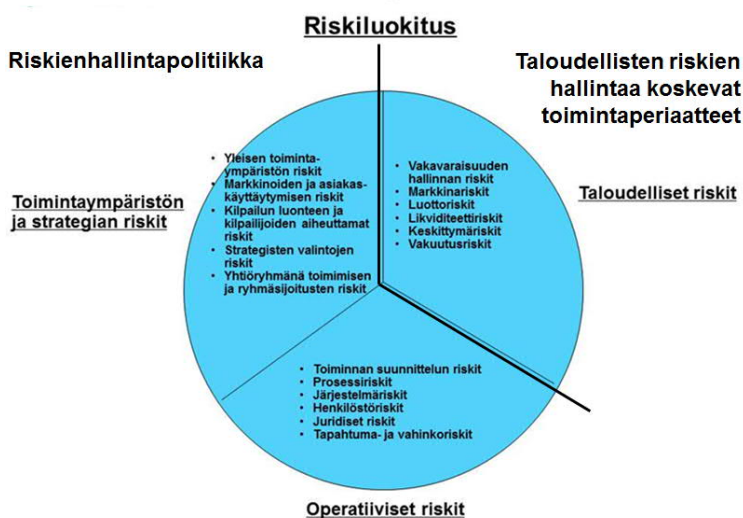 Riskiluokitus
Riskienhallintapolitiikka
Taloudellisten riskien
hallintaa koskevat
toimintaperiaatteet
Toimintaympäristön
ja strategian riskit
• Yleisen toiminta-
ympäristön riskit
• Markkinoiden ja asiakas-
käyttäytymisen riskit
• Kilpailun luonteen ja
kilpailijoiden aiheuttamat
riskit
• Strategisten valintojen
riskit
• Yhtiöryhmänä toimimisen
ja ryhmäsijoitusten riskit
• Vakavaraisuuden
hallinnan riskit
• Markkinariskit
• Luottoriskit
• Likviditeettiriskit
• Keskittymäriskit
• Vakuutusriskit
Taloudelliset riskit
• Toiminnan suunnittelun riskit
• Prosessiriskit
• Järjestelmäriskit
• Henkilöstöriskit
• Juridiset riskit
• Tapahtuma- ja vahinkoriskit
Operatiiviset riskit